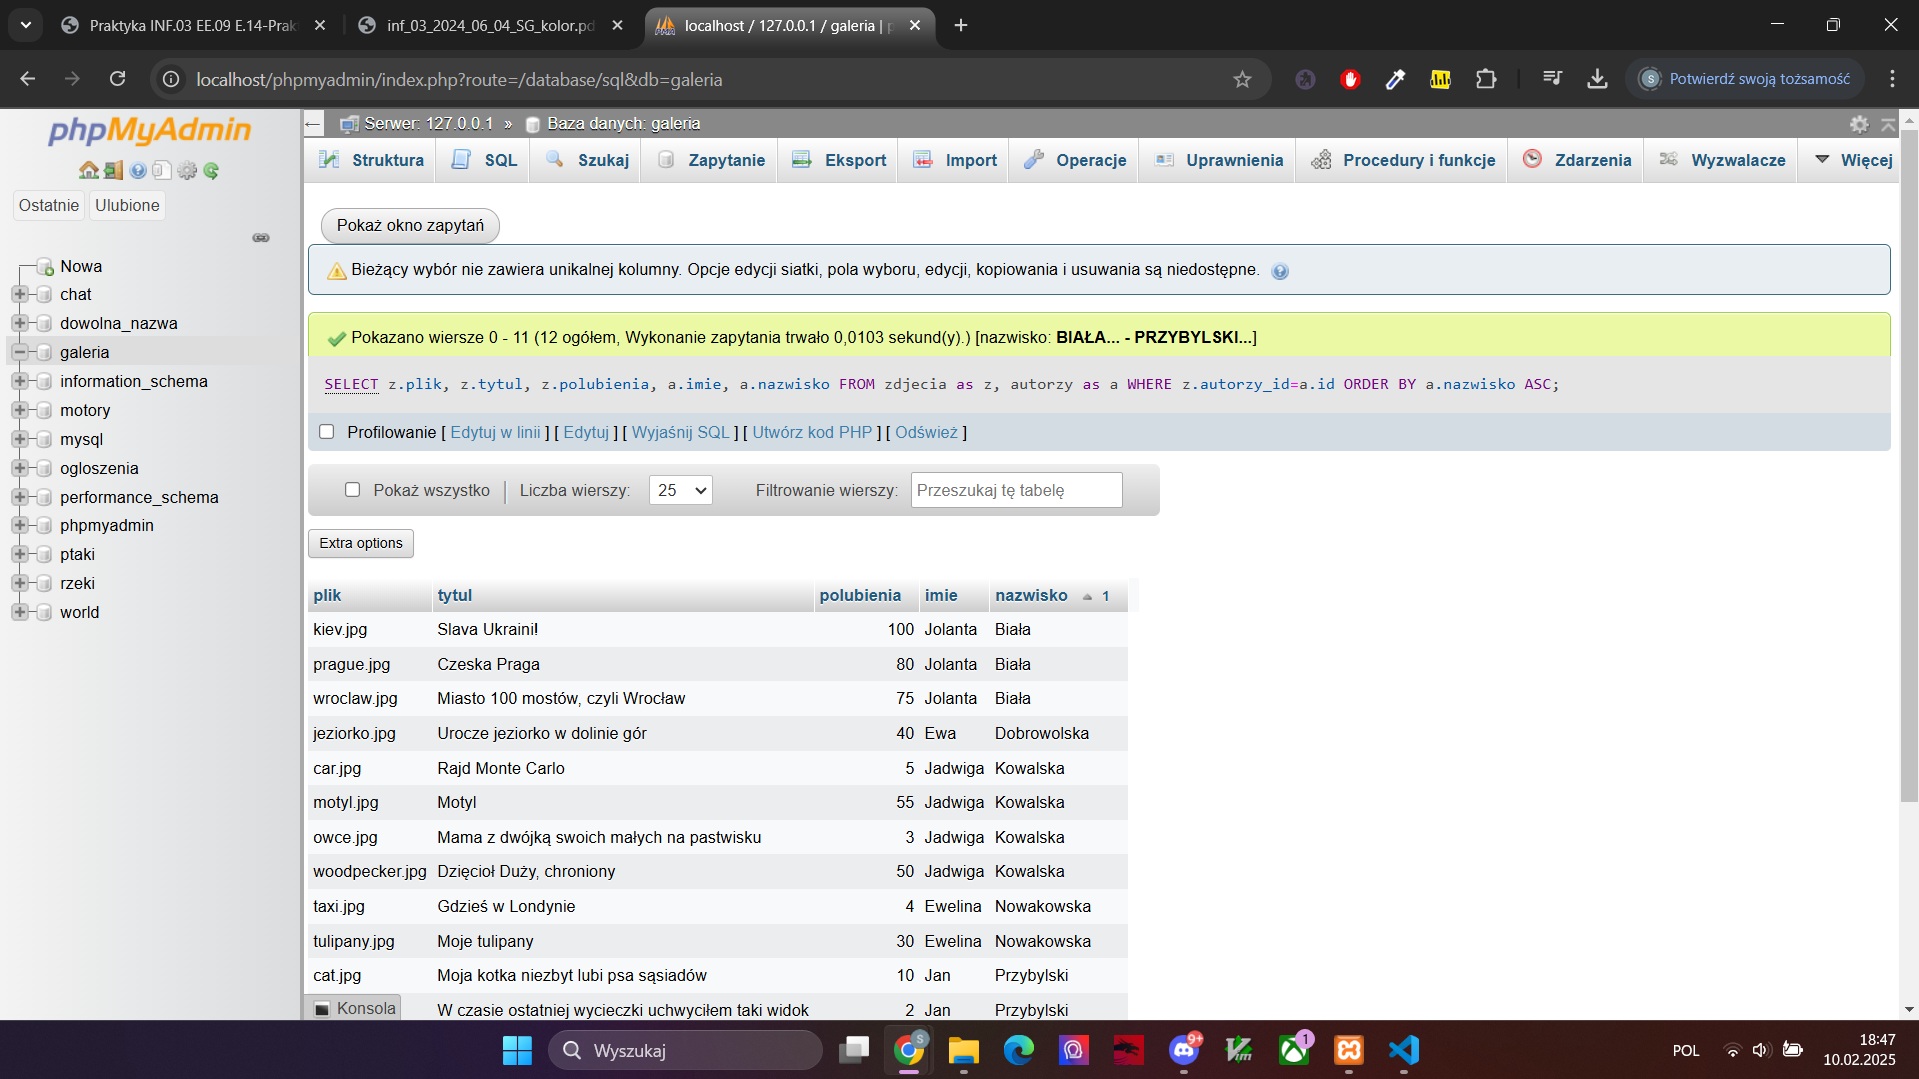 Praktyka INF.03 EE.09 E.14-Prak
inf_03_2024_06_04_SG_kolor.pd
localhost / 127.0.0.1 / galeria | p
localhost/phpmyadmin/index.php?route=/database/sql&db=galeria
S Potwierdź swoją tożsamość
phpMyAdmin
Ostatnie Ulubione
Nowa
chat
dowolna_nazwa
galeria
information_schema
motory
mysql
ogloszenia
performance_schema
phpmyadmin
ptaki
rzeki
world
← Serwer: 127.0.0.1 » Baza danych: galeria
Struktura SQL Szukaj Zapytanie Eksport Import Operacje Uprawnienia Procedury i funkcje Zdarzenia Wyzwalacze Więcej
Pokaż okno zapytań
Bieżący wybór nie zawiera unikalnej kolumny. Opcje edycji siatki, pola wyboru, edycji, kopiowania i usuwania są niedostępne.
Pokazano wiersze 0 - 11 (12 ogółem, Wykonanie zapytania trwało 0,0103 sekund(y).) [nazwisko: BIAŁA... - PRZYBYLSKI...]
SELECT z.plik, z.tytul, z.polubienia, a.imie, a.nazwisko FROM zdjecia as z, autorzy as a WHERE z.autorzy_id=a.id ORDER BY a.nazwisko ASC;
Profilowanie [ Edytuj w linii ] [ Edytuj ] [ Wyjaśnij SQL ] [ Utwórz kod PHP ] [ Odśwież ]
Pokaż wszystko Liczba wierszy: 25 Filtrowanie wierszy: Przeszukaj tę tabelę
Extra options
plik tytul polubienia imie nazwisko 1
kiev.jpg Slava Ukraini! 100 Jolanta Biała
prague.jpg Czeska Praga 80 Jolanta Biała
wroclaw.jpg Miasto 100 mostów, czyli Wrocław 75 Jolanta Biała
jeziorko.jpg Urocze jeziorko w dolinie gór 40 Ewa Dobrowolska
car.jpg Rajd Monte Carlo 5 Jadwiga Kowalska
motyl.jpg Motyl 55 Jadwiga Kowalska
owce.jpg Mama z dwójką swoich małych na pastwisku 3 Jadwiga Kowalska
woodpecker.jpg Dzięcioł Duży, chroniony 50 Jadwiga Kowalska
taxi.jpg Gdzieś w Londynie 4 Ewelina Nowakowska
tulipany.jpg Moje tulipany 30 Ewelina Nowakowska
cat.jpg Moja kotka niezbyt lubi psa sąsiadów 10 Jan Przybylski
Konsola W czasie ostatniej wycieczki uchwyciłem taki widok 2 Jan Przybylski
Wyszukaj S 9+ 1 POL 18:47
10.02.2025